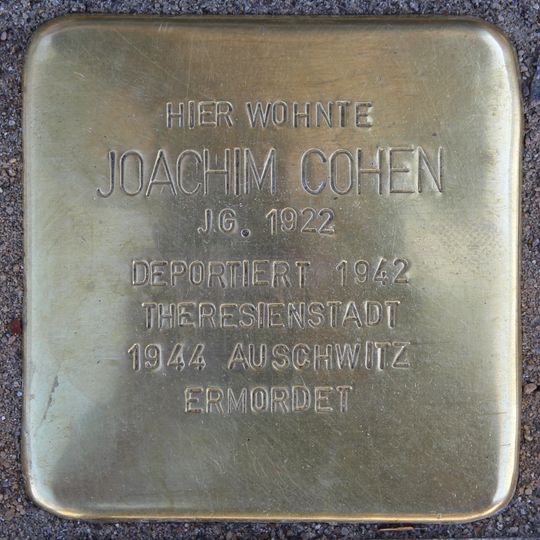 HIER WOHNTE
JOACHIM COHEN
JG. 1922
DEPORTIERT 1942
THERESIENSTADT
1944 AUSCHWITZ
ERMORDET